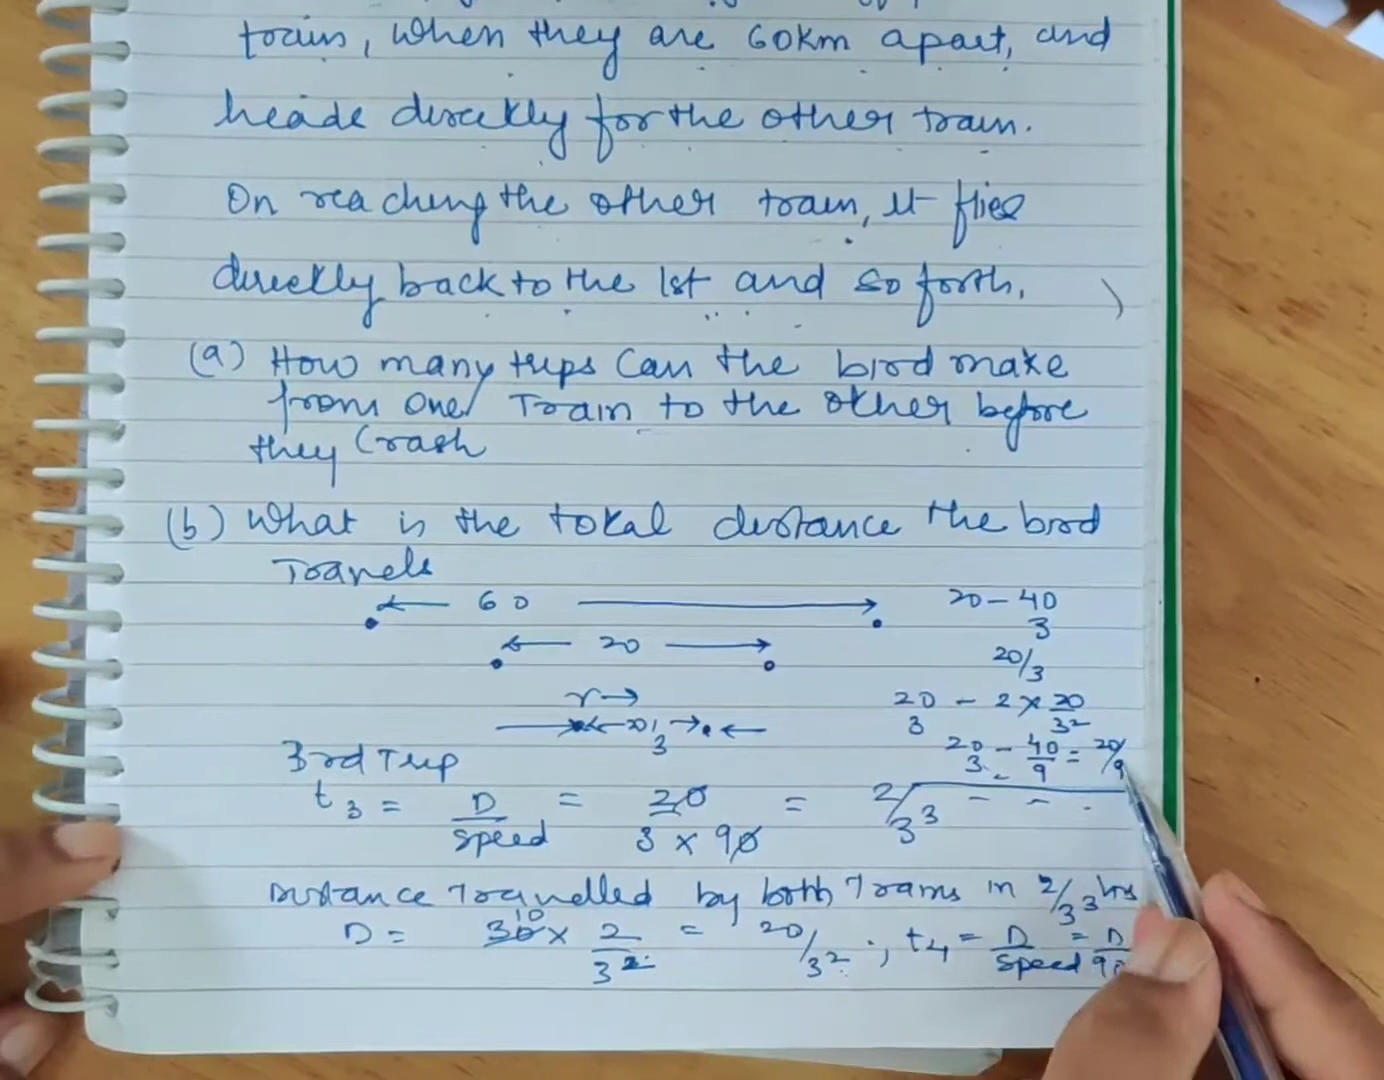 train, when they are 60km apart, and
heads directly for the other train.
On reaching the other train, it flies
directly back to the 1st and so forth.
(a) How many trips can the bird make
from one Train to the other before
they Crash
(b) What is the total distance the bird
Travels
60
20 - 40/3
20
20/3
r →
20/3 - 2 × 20/3²
20/3
20/3 - 40/9 = 20/9
3rd Trip
t3 = D/Speed = 20/3 × 90 = 2/3³
Distance Travelled by both Trains in 2/3³ hrs
D = 30 × 2/3² = 20/3² ; t4 = D/Speed = D/90